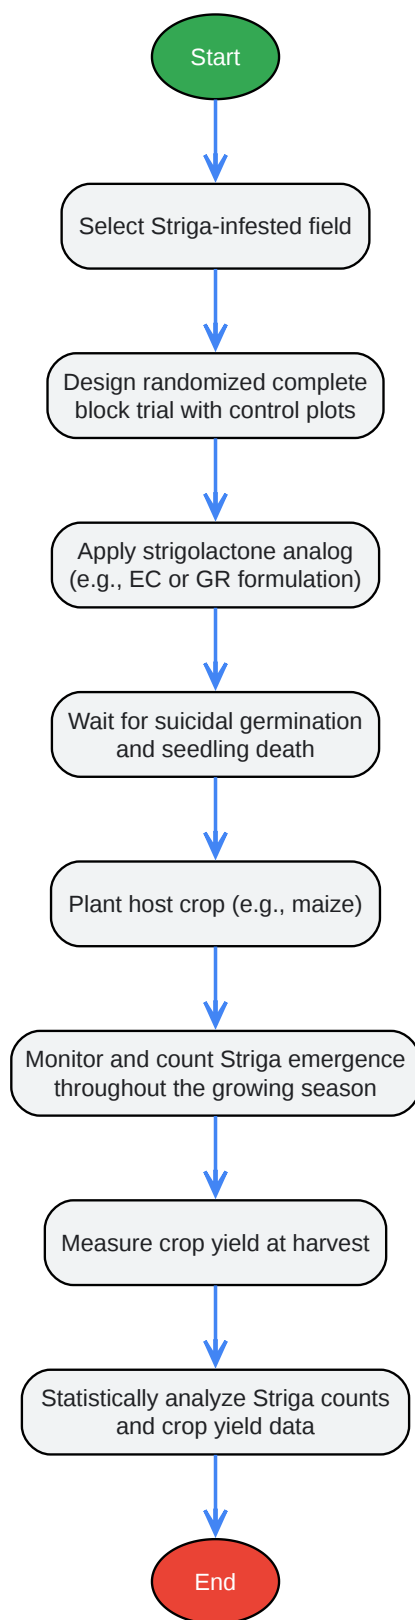 Start
Select Striga-infested field
Design randomized complete
block trial with control plots
Apply strigolactone analog
(e.g., EC or GR formulation)
Wait for suicidal germination
and seedling death
Plant host crop (e.g., maize)
Monitor and count Striga emergence
throughout the growing season
Measure crop yield at harvest
Statistically analyze Striga counts
and crop yield data
End